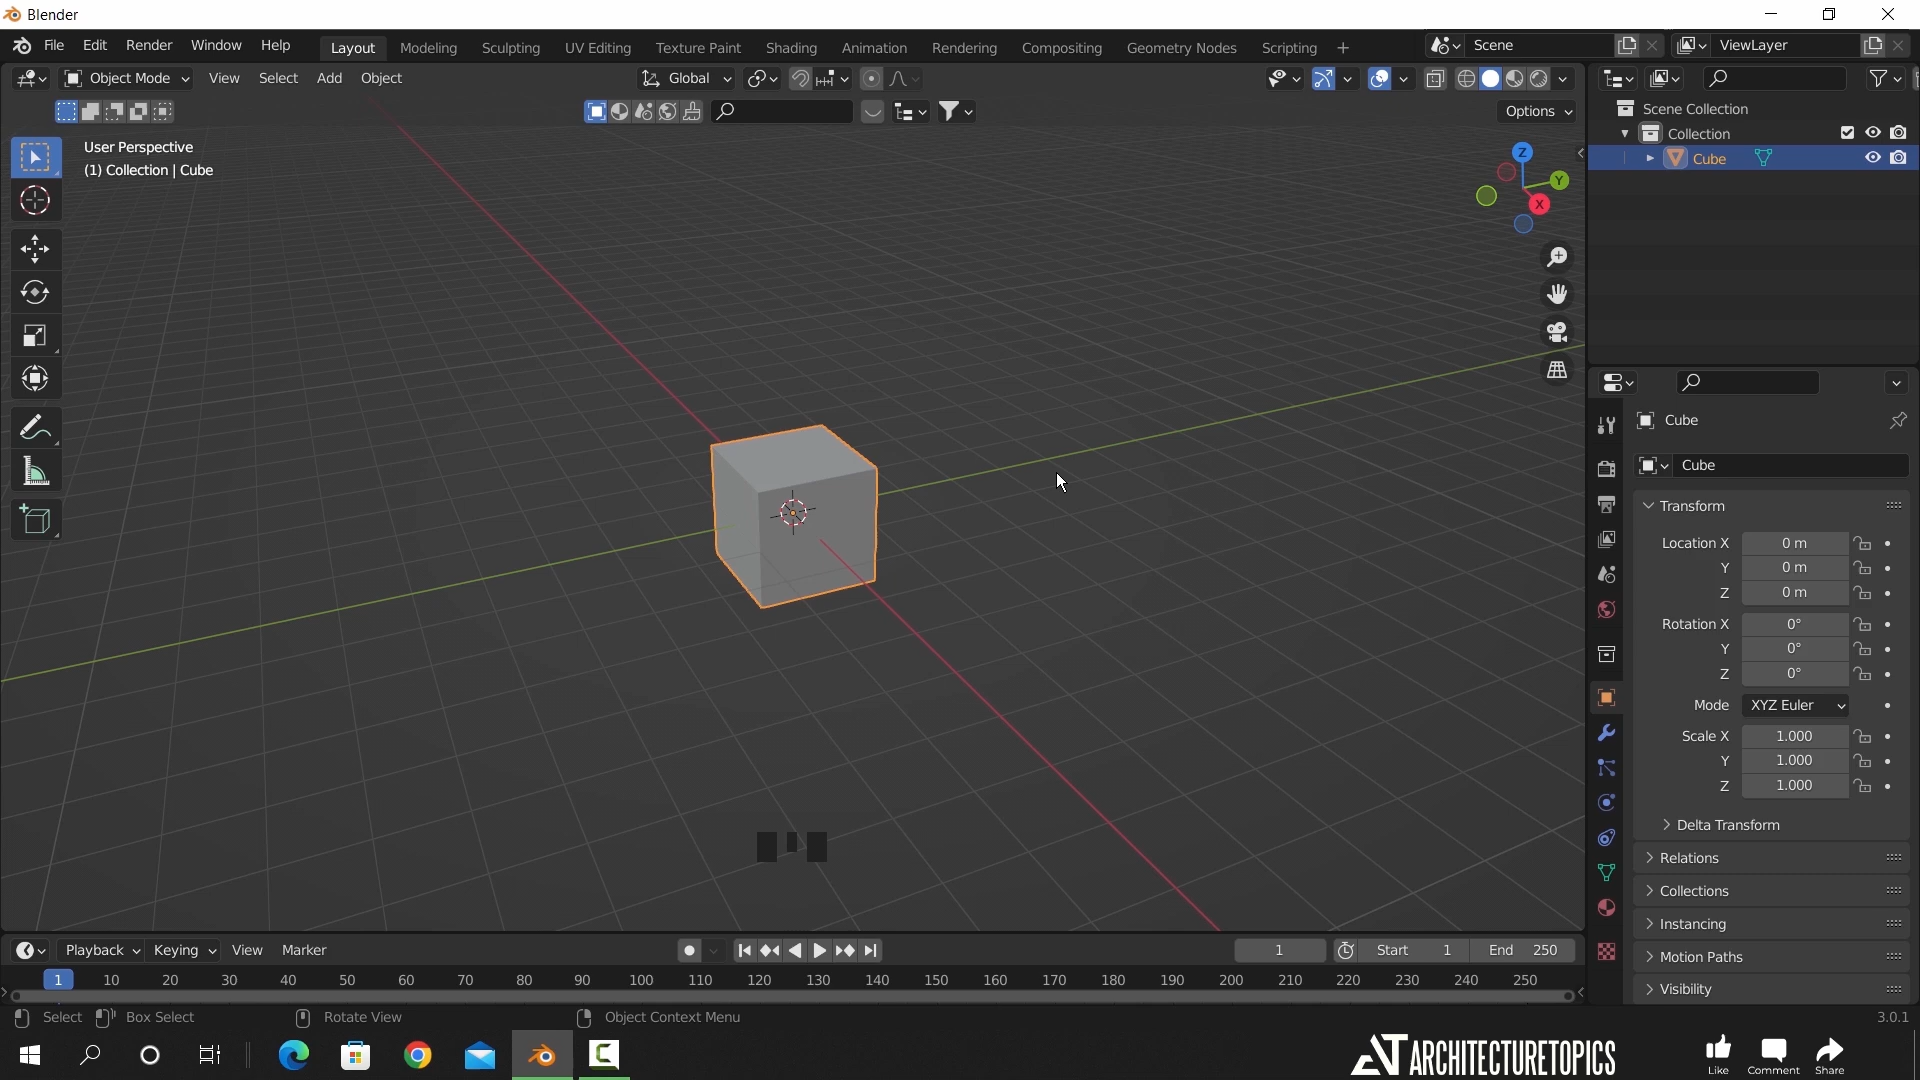 Blender
File Edit Render Window Help Layout Modeling Sculpting UV Editing Texture Paint Shading Animation Rendering Compositing Geometry Nodes Scripting + Scene ViewLayer
Object Mode View Select Add Object Global
Options
User Perspective
(1) Collection | Cube
Z
Y
X
Scene Collection
Collection
Cube
Cube
Cube
Transform
Location X 0 m
Y 0 m
Z 0 m
Rotation X 0°
Y 0°
Z 0°
Mode XYZ Euler
Scale X 1.000
Y 1.000
Z 1.000
Delta Transform
Relations
Collections
Instancing
Motion Paths
Visibility
Playback Keying View Marker 1 Start 1 End 250
1 10 20 30 40 50 60 70 80 90 100 110 120 130 140 150 160 170 180 190 200 210 220 230 240 250
Select Box Select Rotate View Object Context Menu 3.0.1
ARCHITECTURETOPICS
Like Comment Share